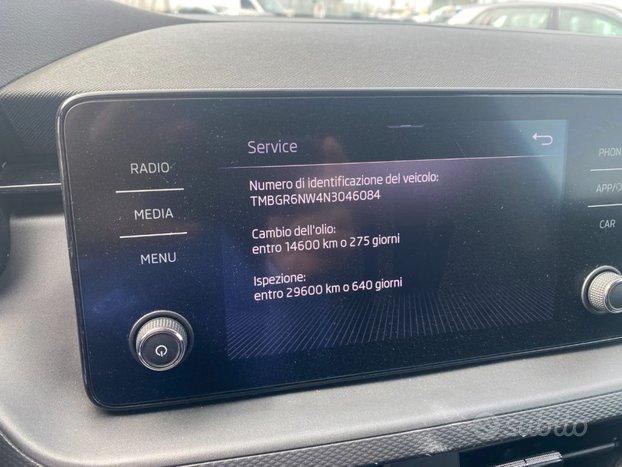 Service
RADIO
MEDIA
MENU
Numero di identificazione del veicolo:
TMBGR6NW4N3046084
Cambio dell'olio:
entro 14600 km o 275 giorni
Ispezione:
entro 29600 km o 640 giorni
PHON
APP/
CAR
subito